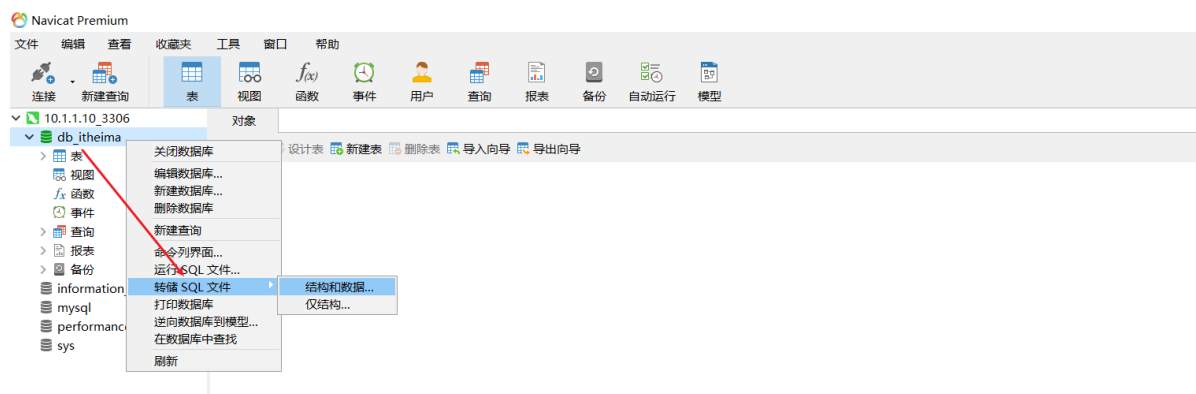 Navicat Premium
文件 编辑 查看 收藏夹 工具 窗口 帮助
连接 新建查询 表 视图 f(x) 函数 事件 用户 查询 报表 备份 自动运行 模型
10.1.1.10_3306 对象
db_itheima
设计表 新建表 删除表 导入向导 导出向导
表
视图
fx 函数
事件
查询
报表
备份
information_
mysql
performanc
sys
关闭数据库
编辑数据库...
新建数据库...
删除数据库
新建查询
命令列界面...
运行 SQL 文件...
转储 SQL 文件
打印数据库
逆向数据库到模型...
在数据库中查找
刷新
结构和数据...
仅结构...